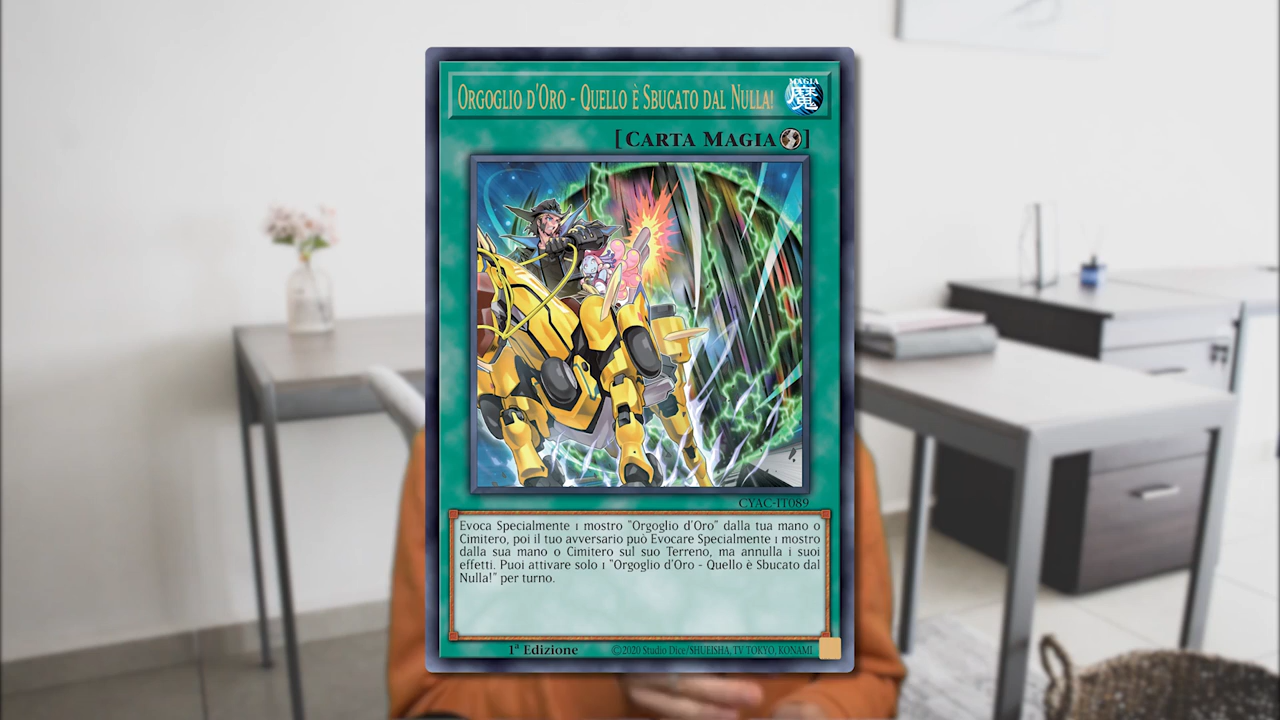 Orgoglio d'Oro - Quello è Sbucato dal Nulla!
MAGIA
魔
[Carta Magia]
CYAC-IT089
Evoca Specialmente 1 mostro "Orgoglio d'Oro" dalla tua mano o
Cimitero, poi il tuo avversario può Evocare Specialmente 1 mostro
dalla sua mano o Cimitero sul suo Terreno, ma annulla i suoi
effetti. Puoi attivare solo 1 "Orgoglio d'Oro - Quello è Sbucato dal
Nulla!" per turno.
1ª Edizione
©2020 Studio Dice/SHUEISHA, TV TOKYO, KONAMI